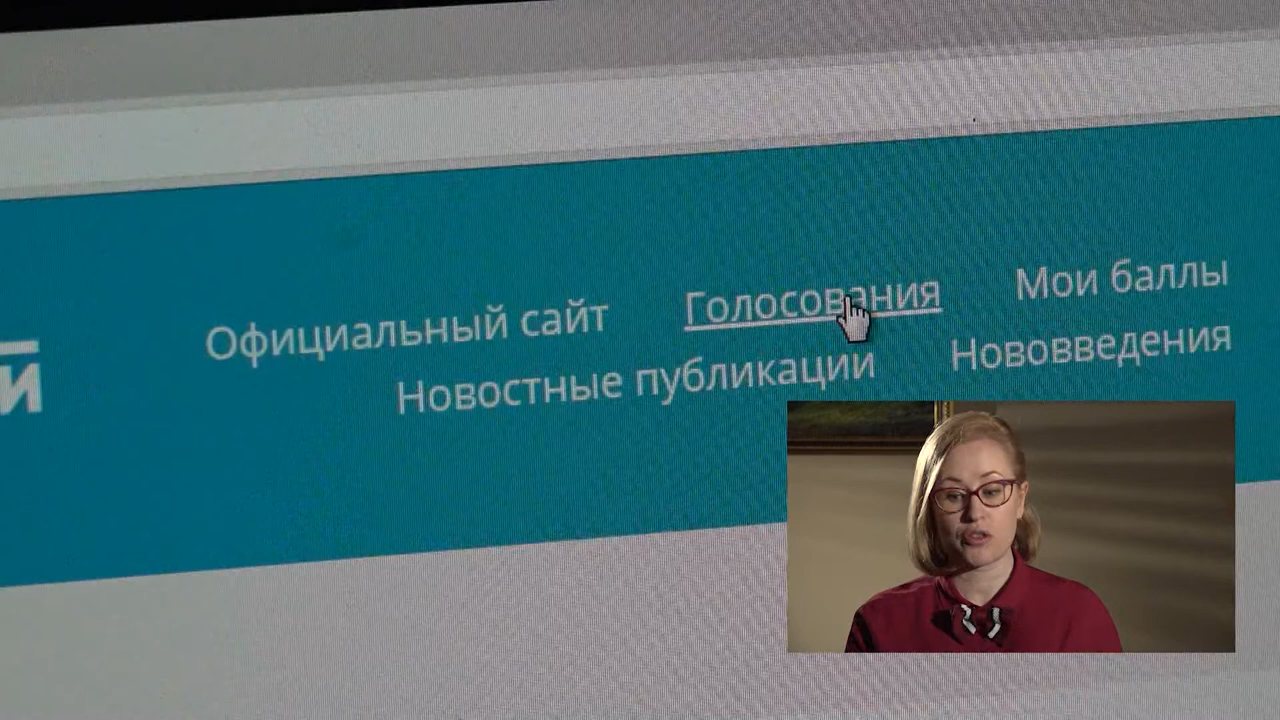 Официальный сайт Голосования Мои баллы
Новостные публикации Нововведения